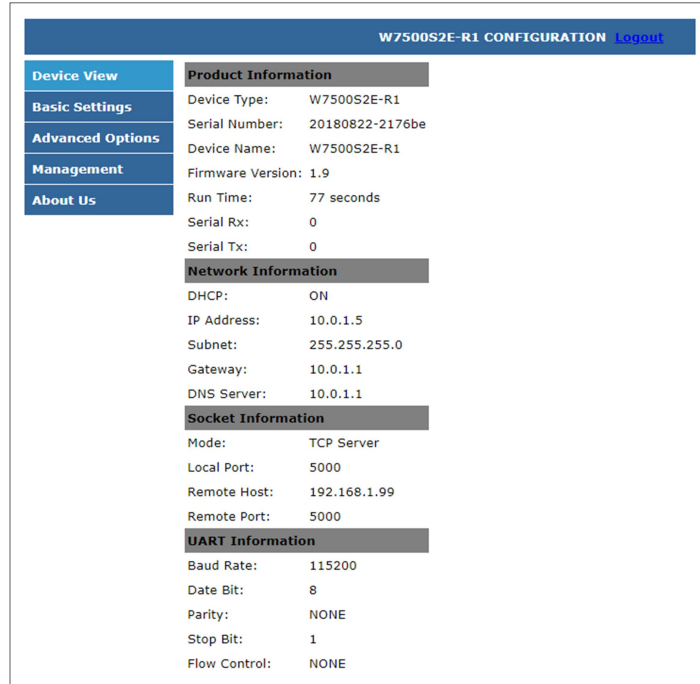 W7500S2E-R1 CONFIGURATION Logout
Device View
Basic Settings
Advanced Options
Management
About Us
Product Information
Device Type: W7500S2E-R1
Serial Number: 20180822-2176be
Device Name: W7500S2E-R1
Firmware Version: 1.9
Run Time: 77 seconds
Serial Rx: 0
Serial Tx: 0
Network Information
DHCP: ON
IP Address: 10.0.1.5
Subnet: 255.255.255.0
Gateway: 10.0.1.1
DNS Server: 10.0.1.1
Socket Information
Mode: TCP Server
Local Port: 5000
Remote Host: 192.168.1.99
Remote Port: 5000
UART Information
Baud Rate: 115200
Date Bit: 8
Parity: NONE
Stop Bit: 1
Flow Control: NONE